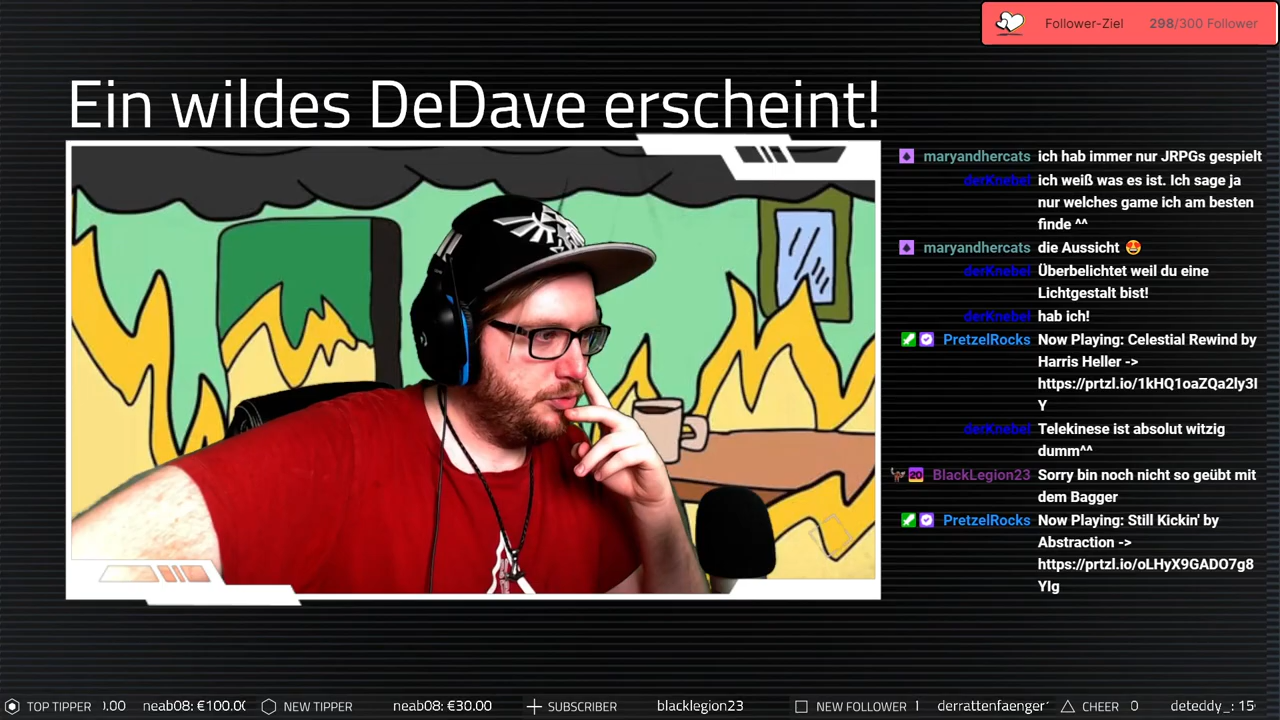 Follower-Ziel 298/300 Follower
Ein wildes DeDave erscheint!
maryandhercats ich hab immer nur JRPGs gespielt
derKnebel ich weiß was es ist. Ich sage ja
nur welches game ich am besten
finde ^^
maryandhercats die Aussicht
derKnebel Überbelichtet weil du eine
Lichtgestalt bist!
derKnebel hab ich!
PretzelRocks Now Playing: Celestial Rewind by
Harris Heller ->
https://prtzl.io/1kHQ1oaZQa2ly3I
Y
derKnebel Telekinese ist absolut witzig
dumm^^
20 BlackLegion23 Sorry bin noch nicht so geübt mit
dem Bagger
PretzelRocks Now Playing: Still Kickin' by
Abstraction ->
https://prtzl.io/oLHyX9GADO7g8
Ylg
TOP TIPPER .00 neab08: €100.00 NEW TIPPER neab08: €30.00 SUBSCRIBER blacklegion23 NEW FOLLOWER derrattenfaenger CHEER 0 deteddy_: 15